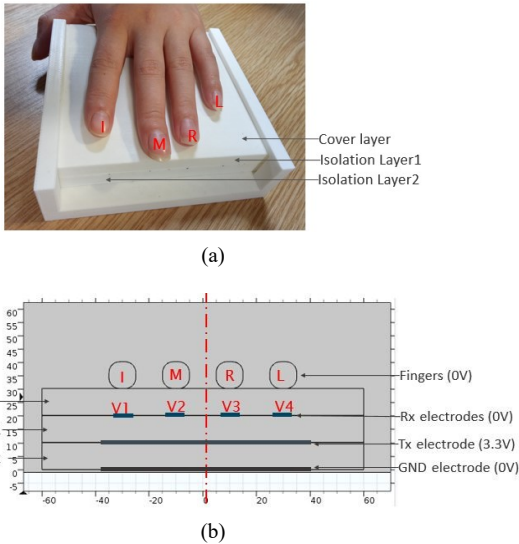 I
M
R
L
Cover layer
Isolation Layer1
Isolation Layer2
(a)
60
55
50
45
40
35
30
25
20
15
10
5
0
-5
I
M
R
L
V1
V2
V3
V4
Fingers (0V)
Rx electrodes (0V)
Tx electrode (3.3V)
GND electrode (0V)
-60
-40
-20
0
20
40
60
(b)